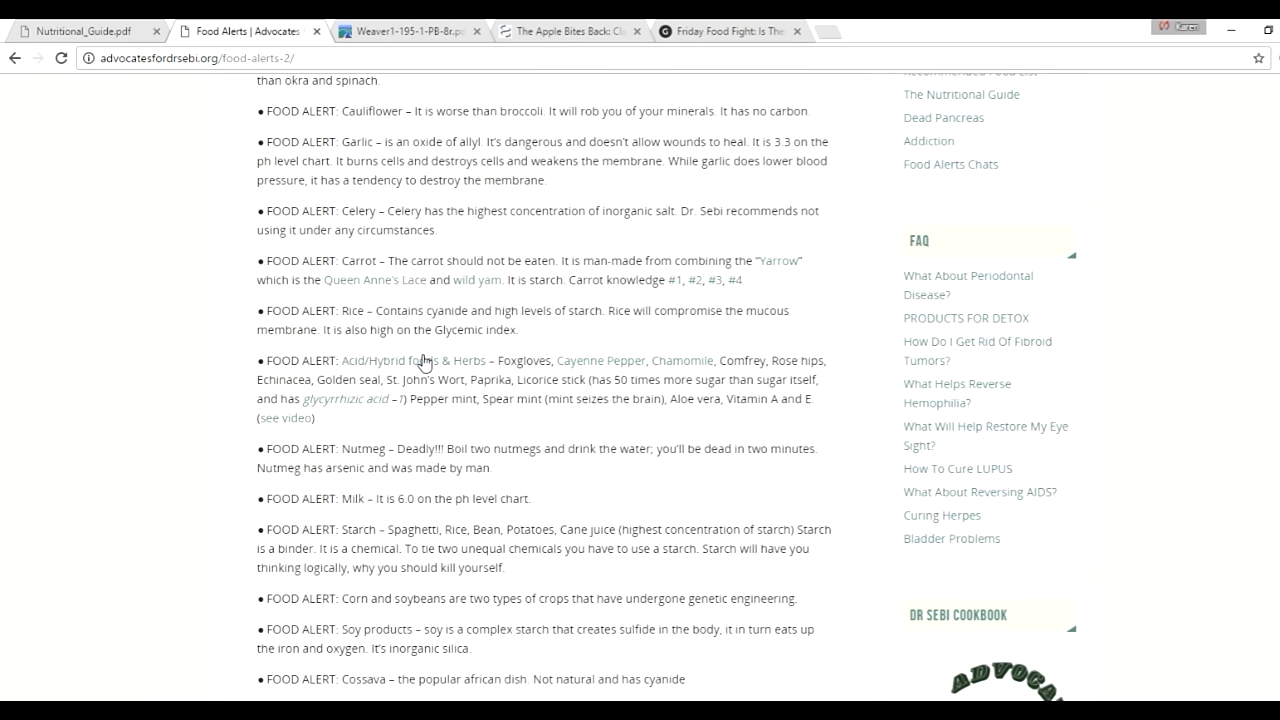 Nutritional_Guide.pdf
Food Alerts | Advocates
Weaver1-195-1-PB-8r.p
The Apple Bites Back: Cl
Friday Food Fight: Is The
Karen
advocatesfordrsebi.org/food-alerts-2/
than okra and spinach.
● FOOD ALERT: Cauliflower – It is worse than broccoli. It will rob you of your minerals. It has no carbon.
● FOOD ALERT: Garlic – is an oxide of allyl. It's dangerous and doesn't allow wounds to heal. It is 3.3 on the
ph level chart. It burns cells and destroys cells and weakens the membrane. While garlic does lower blood
pressure, it has a tendency to destroy the membrane.
● FOOD ALERT: Celery – Celery has the highest concentration of inorganic salt. Dr. Sebi recommends not
using it under any circumstances.
● FOOD ALERT: Carrot – The carrot should not be eaten. It is man-made from combining the "Yarrow"
which is the Queen Anne's Lace and wild yam. It is starch. Carrot knowledge #1, #2, #3, #4
● FOOD ALERT: Rice – Contains cyanide and high levels of starch. Rice will compromise the mucous
membrane. It is also high on the Glycemic index.
● FOOD ALERT: Acid/Hybrid foods & Herbs – Foxgloves, Cayenne Pepper, Chamomile, Comfrey, Rose hips,
Echinacea, Golden seal, St. John's Wort, Paprika, Licorice stick (has 50 times more sugar than sugar itself,
and has glycyrrhizic acid – !) Pepper mint, Spear mint (mint seizes the brain), Aloe vera, Vitamin A and E.
(see video)
● FOOD ALERT: Nutmeg – Deadly!!! Boil two nutmegs and drink the water; you'll be dead in two minutes.
Nutmeg has arsenic and was made by man.
● FOOD ALERT: Milk – It is 6.0 on the ph level chart.
● FOOD ALERT: Starch – Spaghetti, Rice, Bean, Potatoes, Cane juice (highest concentration of starch) Starch
is a binder. It is a chemical. To tie two unequal chemicals you have to use a starch. Starch will have you
thinking logically, why you should kill yourself.
● FOOD ALERT: Corn and soybeans are two types of crops that have undergone genetic engineering.
● FOOD ALERT: Soy products – soy is a complex starch that creates sulfide in the body, it in turn eats up
the iron and oxygen. It's inorganic silica.
● FOOD ALERT: Cossava – the popular african dish. Not natural and has cyanide
Recommended Food List
The Nutritional Guide
Dead Pancreas
Addiction
Food Alerts Chats
FAQ
What About Periodontal
Disease?
PRODUCTS FOR DETOX
How Do I Get Rid Of Fibroid
Tumors?
What Helps Reverse
Hemophilia?
What Will Help Restore My Eye
Sight?
How To Cure LUPUS
What About Reversing AIDS?
Curing Herpes
Bladder Problems
DR SEBI COOKBOOK
ADVOCA